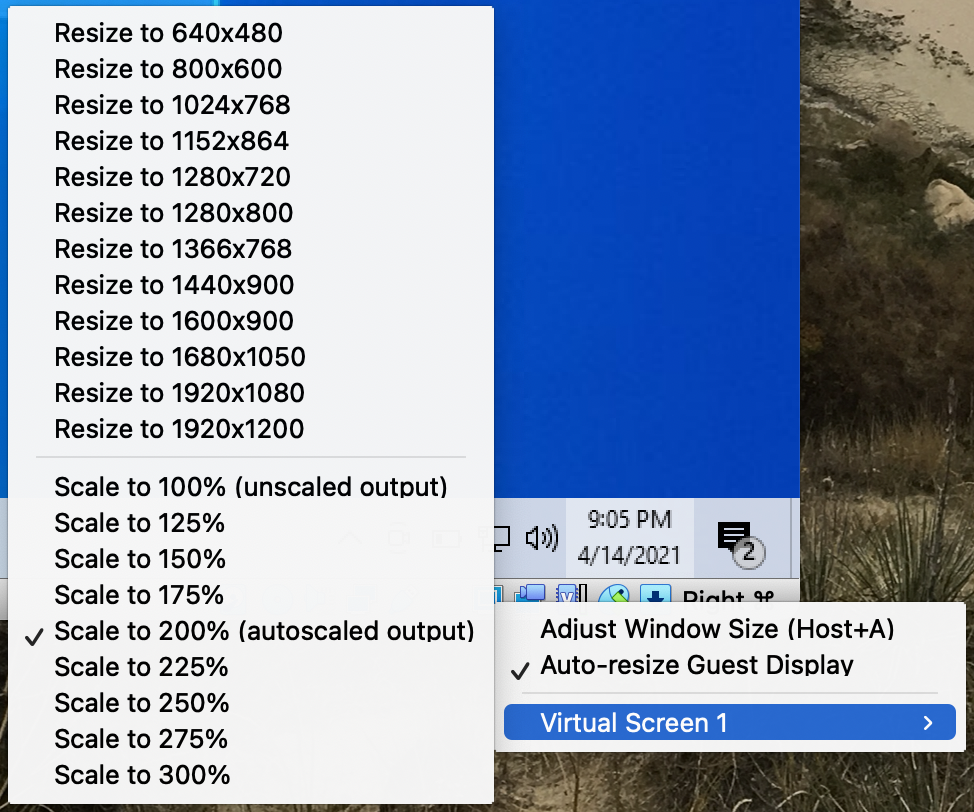 Resize to 640x480
Resize to 800x600
Resize to 1024x768
Resize to 1152x864
Resize to 1280x720
Resize to 1280x800
Resize to 1366x768
Resize to 1440x900
Resize to 1600x900
Resize to 1680x1050
Resize to 1920x1080
Resize to 1920x1200
Scale to 100% (unscaled output)
Scale to 125%
Scale to 150%
Scale to 175%
Scale to 200% (autoscaled output)
Scale to 225%
Scale to 250%
Scale to 275%
Scale to 300%
9:05 PM
4/14/2021
2
V
Right ⌘
Adjust Window Size (Host+A)
Auto-resize Guest Display
Virtual Screen 1